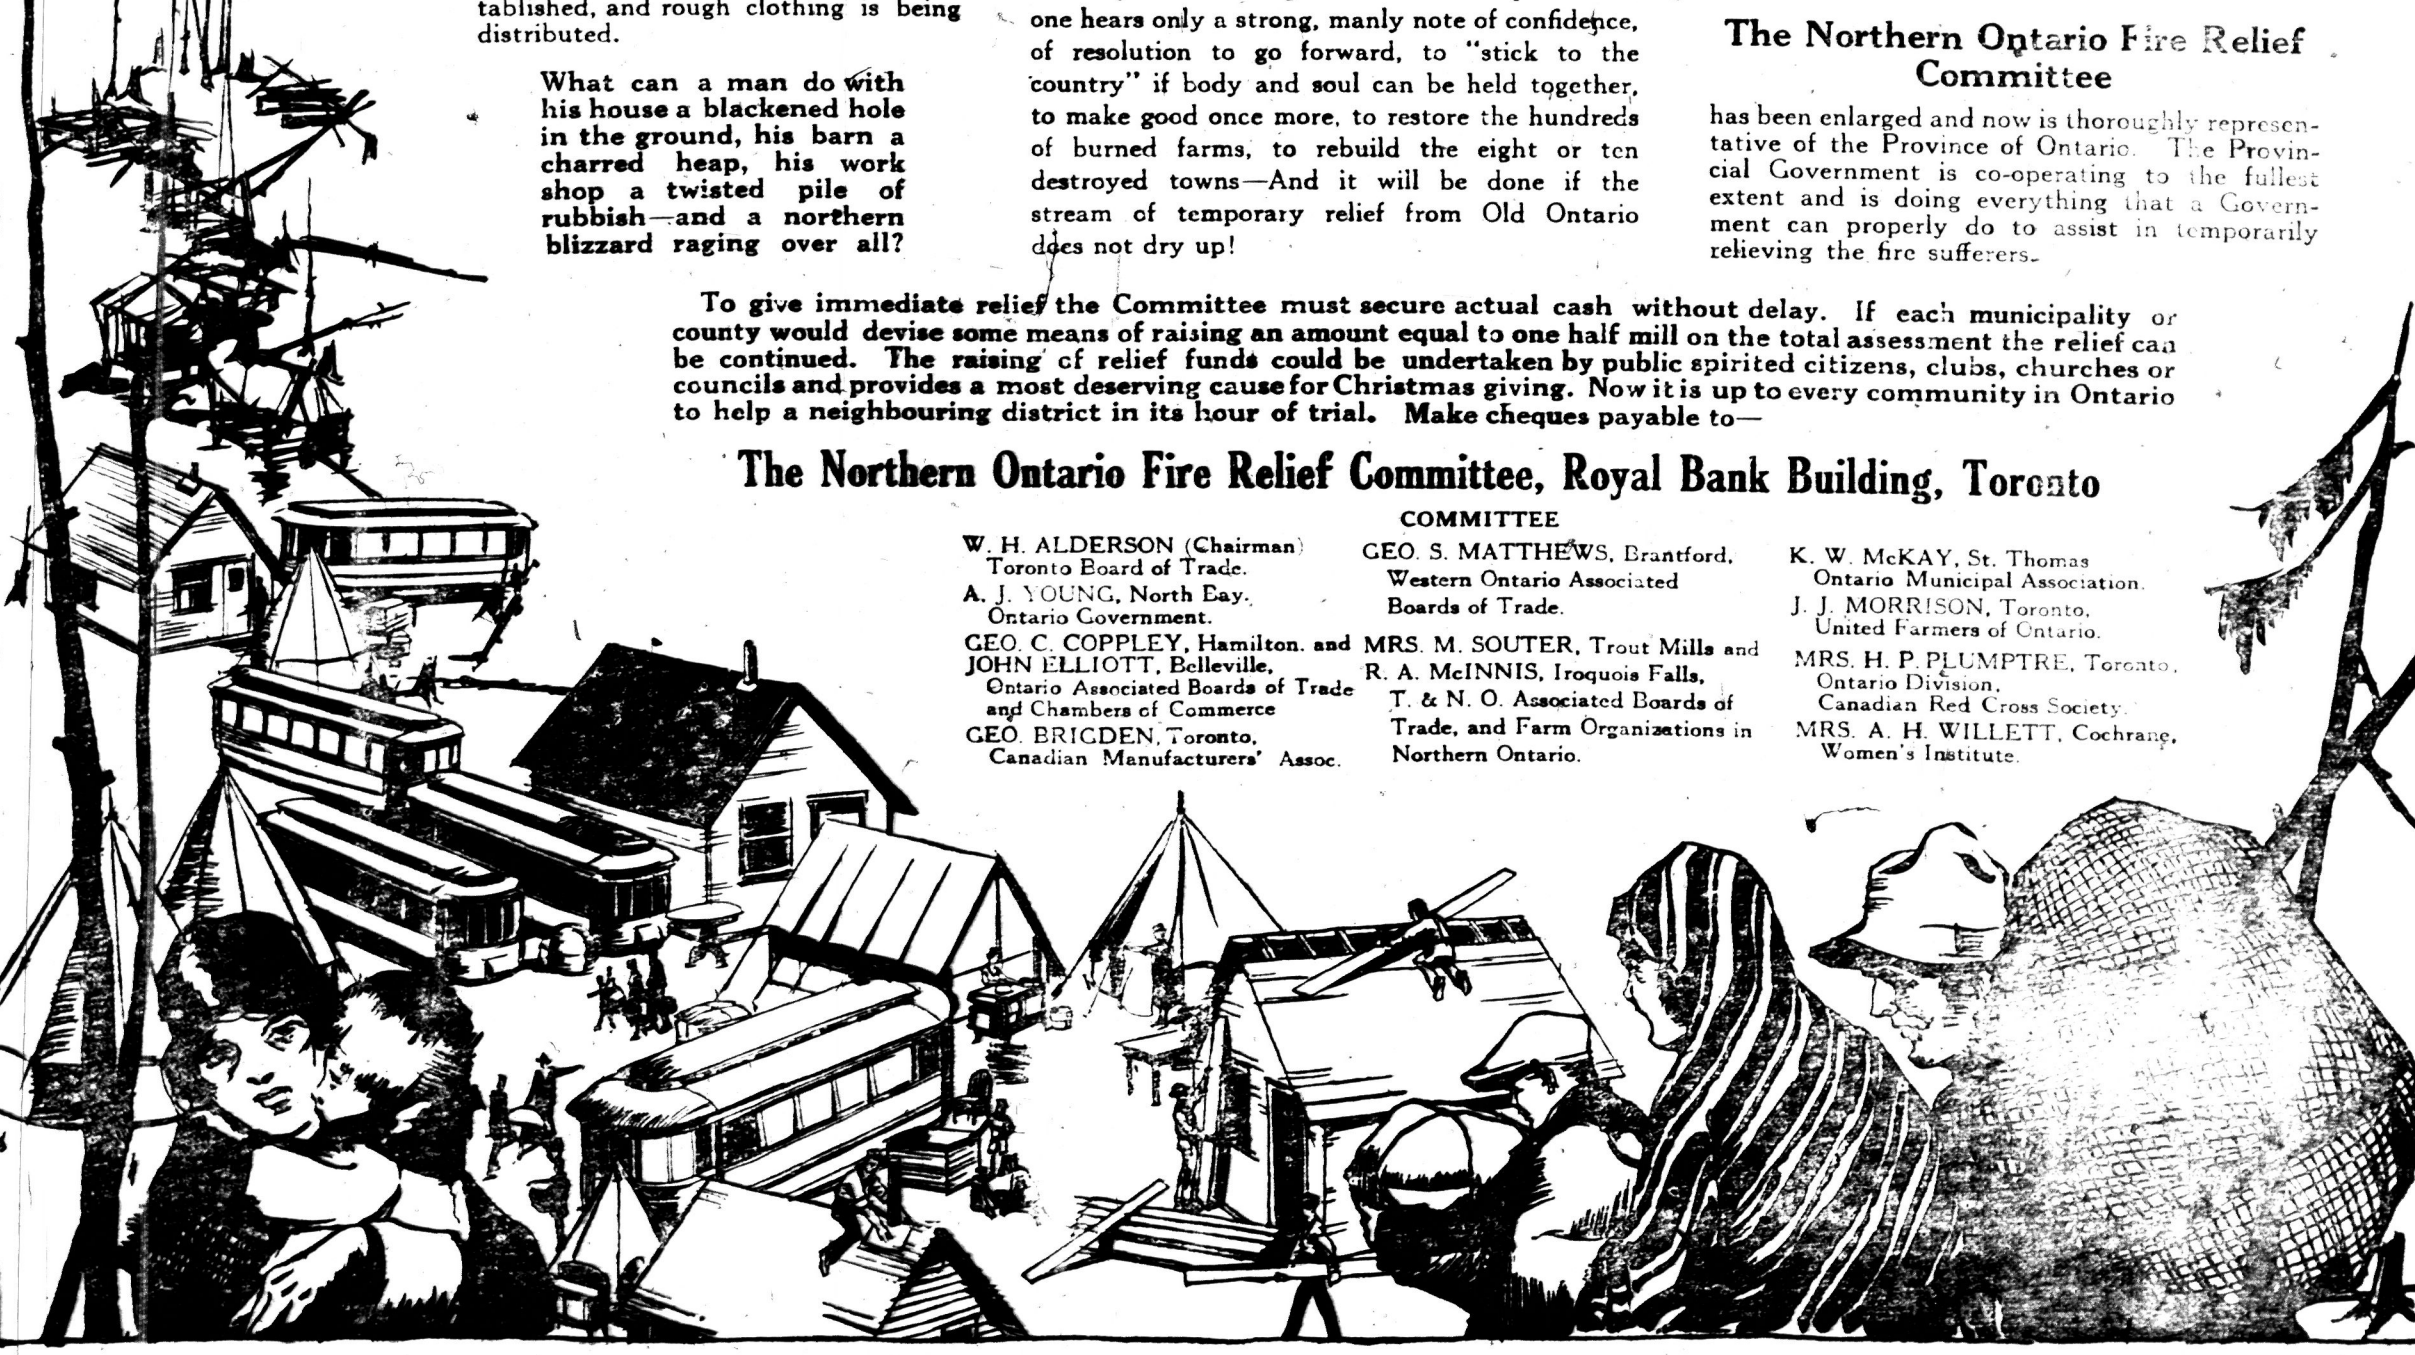 tablished, and rough clothing is being
distributed.
What can a man do with
his house a blackened hole
in the ground, his barn a
charred heap, his work
shop a twisted pile of
rubbish—and a northern
blizzard raging over all?
one hears only a strong, manly note of confidence,
of resolution to go forward, to "stick to the
country" if body and soul can be held together,
to make good once more, to restore the hundreds
of burned farms, to rebuild the eight or ten
destroyed towns—And it will be done if the
stream of temporary relief from Old Ontario
does not dry up!
The Northern Ontario Fire Relief
Committee
has been enlarged and now is thoroughly represen-
tative of the Province of Ontario. The Provin-
cial Government is co-operating to the fullest
extent and is doing everything that a Govern-
ment can properly do to assist in temporarily
relieving the fire sufferers.
To give immediate relief the Committee must secure actual cash without delay. If each municipality or
county would devise some means of raising an amount equal to one half mill on the total assessment the relief can
be continued. The raising of relief funds could be undertaken by public spirited citizens, clubs, churches or
councils and provides a most deserving cause for Christmas giving. Now it is up to every community in Ontario
to help a neighbouring district in its hour of trial. Make cheques payable to—
The Northern Ontario Fire Relief Committee, Royal Bank Building, Toronto
COMMITTEE
W. H. ALDERSON (Chairman)
Toronto Board of Trade.
A. J. YOUNG, North Bay.
Ontario Government.
GEO. C. COPPLEY, Hamilton. and
JOHN ELLIOTT, Belleville,
Ontario Associated Boards of Trade
and Chambers of Commerce
GEO. BRIGDEN, Toronto,
Canadian Manufacturers' Assoc.
GEO. S. MATTHEWS, Brantford,
Western Ontario Associated
Boards of Trade.
MRS. M. SOUTER, Trout Mills and
R. A. McINNIS, Iroquois Falls,
T. & N. O. Associated Boards of
Trade, and Farm Organizations in
Northern Ontario.
K. W. McKAY, St. Thomas
Ontario Municipal Association.
J. J. MORRISON, Toronto,
United Farmers of Ontario.
MRS. H. P. PLUMPTRE, Toronto,
Ontario Division,
Canadian Red Cross Society.
MRS. A. H. WILLETT, Cochrane,
Women's Institute.